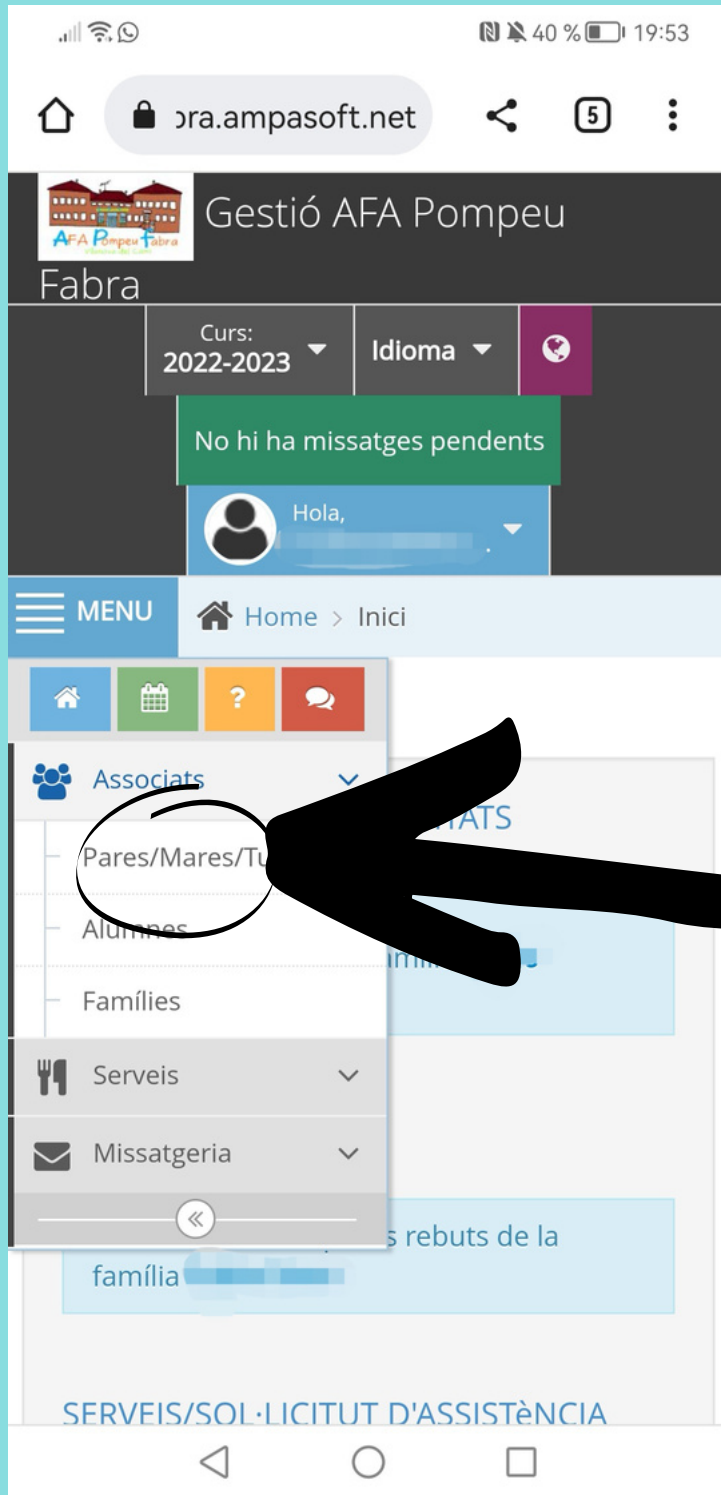 40 % 19:53
ora.ampasoft.net 5
AFA Pompeu Fabra
Gestió AFA Pompeu
Fabra
Curs:
2022-2023
Idioma
No hi ha missatges pendents
Hola,
MENU
Home > Inici
Associats
Pares/Mares/Tu
Alumnes
Famílies
Serveis
Missatgeria
s rebuts de la
família
SERVEIS/SOL·LICITUT D'ASSISTèNCIA